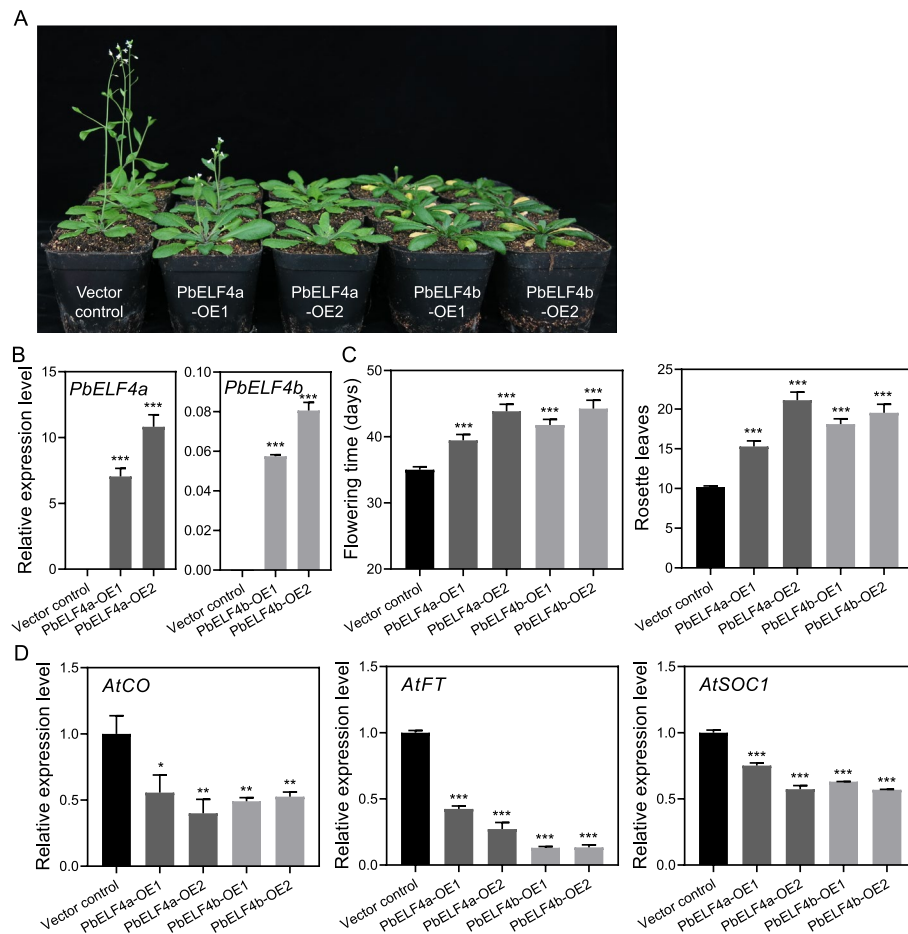 A
Vector
control
PbELF4a
-OE1
PbELF4a
-OE2
PbELF4b
-OE1
PbELF4b
-OE2
B
Relative expression level
15
10
5
0
PbELF4a
***
***
Vector control
PbELF4a-OE1
PbELF4a-OE2
0.10
0.08
0.06
0.04
0.02
0.00
PbELF4b
***
***
Vector control
PbELF4b-OE1
PbELF4b-OE2
C
Flowering time (days)
50
40
30
20
***
***
***
***
Vector control
PbELF4a-OE1
PbELF4a-OE2
PbELF4b-OE1
PbELF4b-OE2
Rosette leaves
25
20
15
10
5
0
***
***
***
***
Vector control
PbELF4a-OE1
PbELF4a-OE2
PbELF4b-OE1
PbELF4b-OE2
D
Relative expression level
1.5
1.0
0.5
0.0
AtCO
*
**
**
**
Vector control
PbELF4a-OE1
PbELF4a-OE2
PbELF4b-OE1
PbELF4b-OE2
Relative expression level
1.5
1.0
0.5
0.0
AtFT
***
***
***
***
Vector control
PbELF4a-OE1
PbELF4a-OE2
PbELF4b-OE1
PbELF4b-OE2
Relative expression level
1.5
1.0
0.5
0.0
AtSOC1
***
***
***
***
Vector control
PbELF4a-OE1
PbELF4a-OE2
PbELF4b-OE1
PbELF4b-OE2